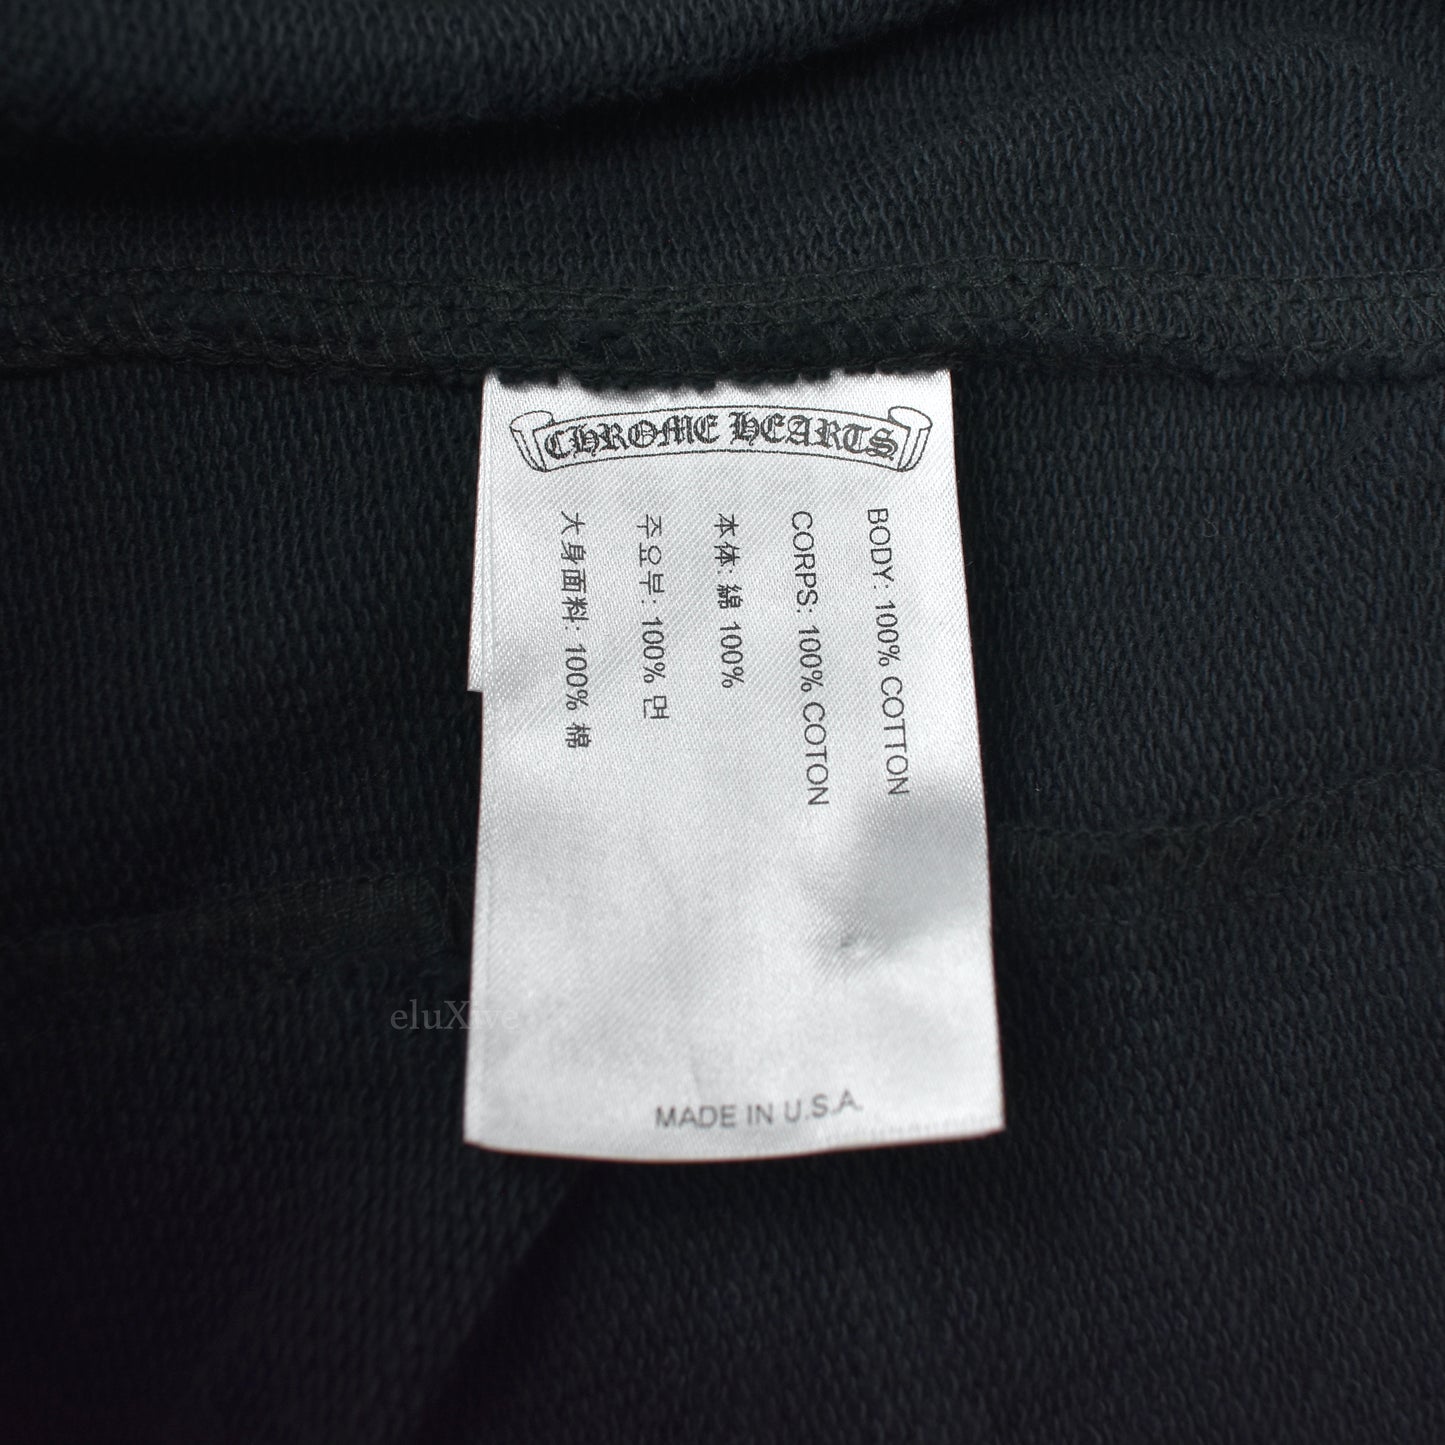 CHROME HEARTS
BODY: 100% COTTON
CORPS: 100% COTON
本体: 綿 100%
주요부: 100% 면
大身面料: 100% 棉
MADE IN U.S.A.
eluXive